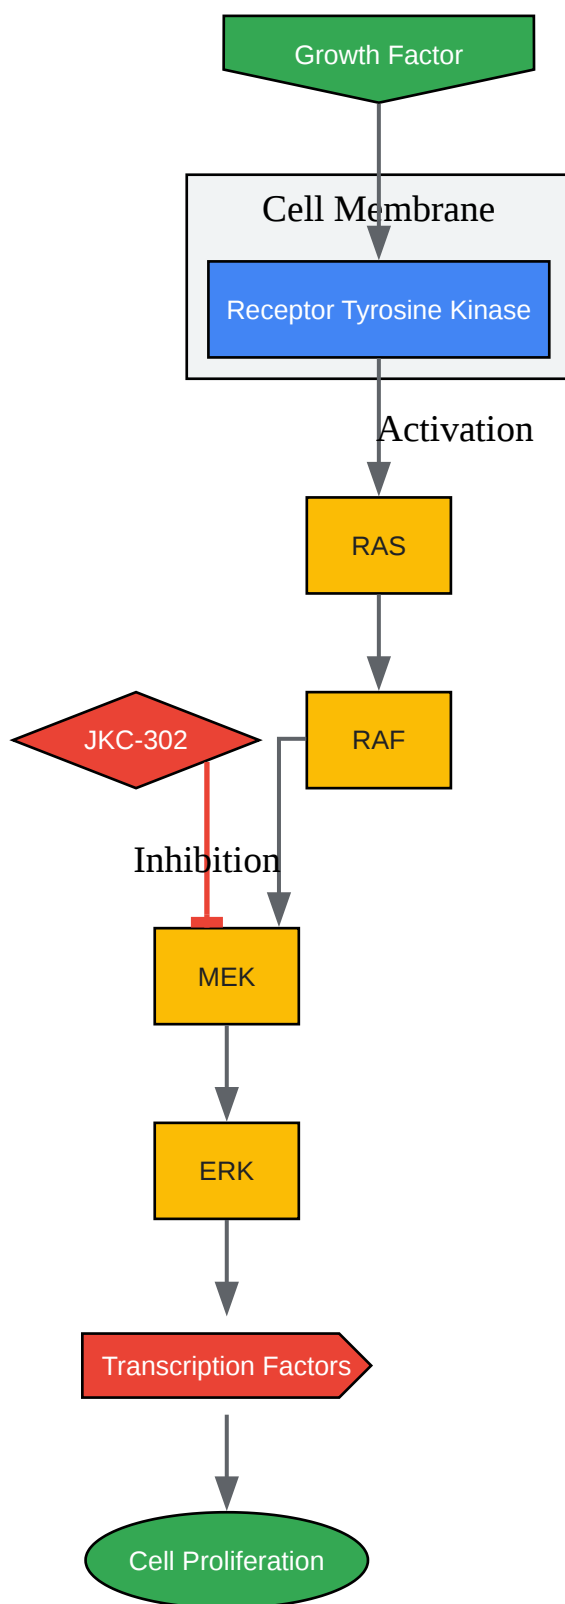 Growth Factor
Cell Membrane
Receptor Tyrosine Kinase
Activation
RAS
JKC-302
RAF
Inhibition
MEK
ERK
Transcription Factors
Cell Proliferation